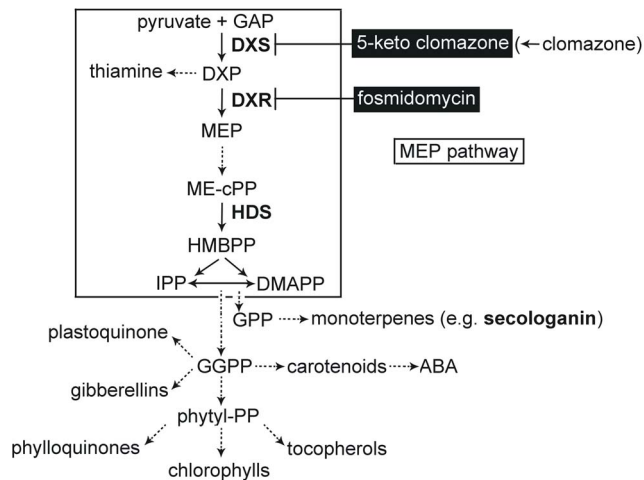 pyruvate + GAP
DXS
5-keto clomazone (← clomazone)
thiamine
DXP
DXR
fosmidomycin
MEP
MEP pathway
ME-cPP
HDS
HMBPP
IPP
DMAPP
GPP
monoterpenes (e.g. secologanin)
plastoquinone
GGPP
carotenoids
ABA
gibberellins
phytyl-PP
phylloquinones
tocopherols
chlorophylls